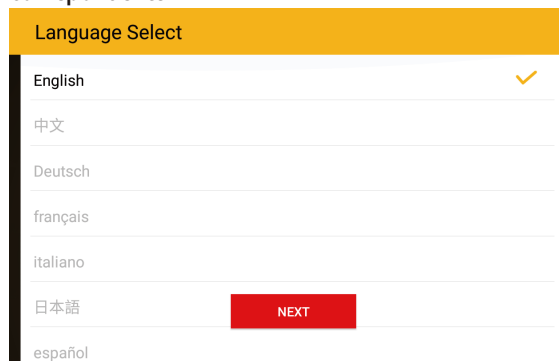 Language Select
English
中文
Deutsch
français
italiano
日本語
NEXT
español